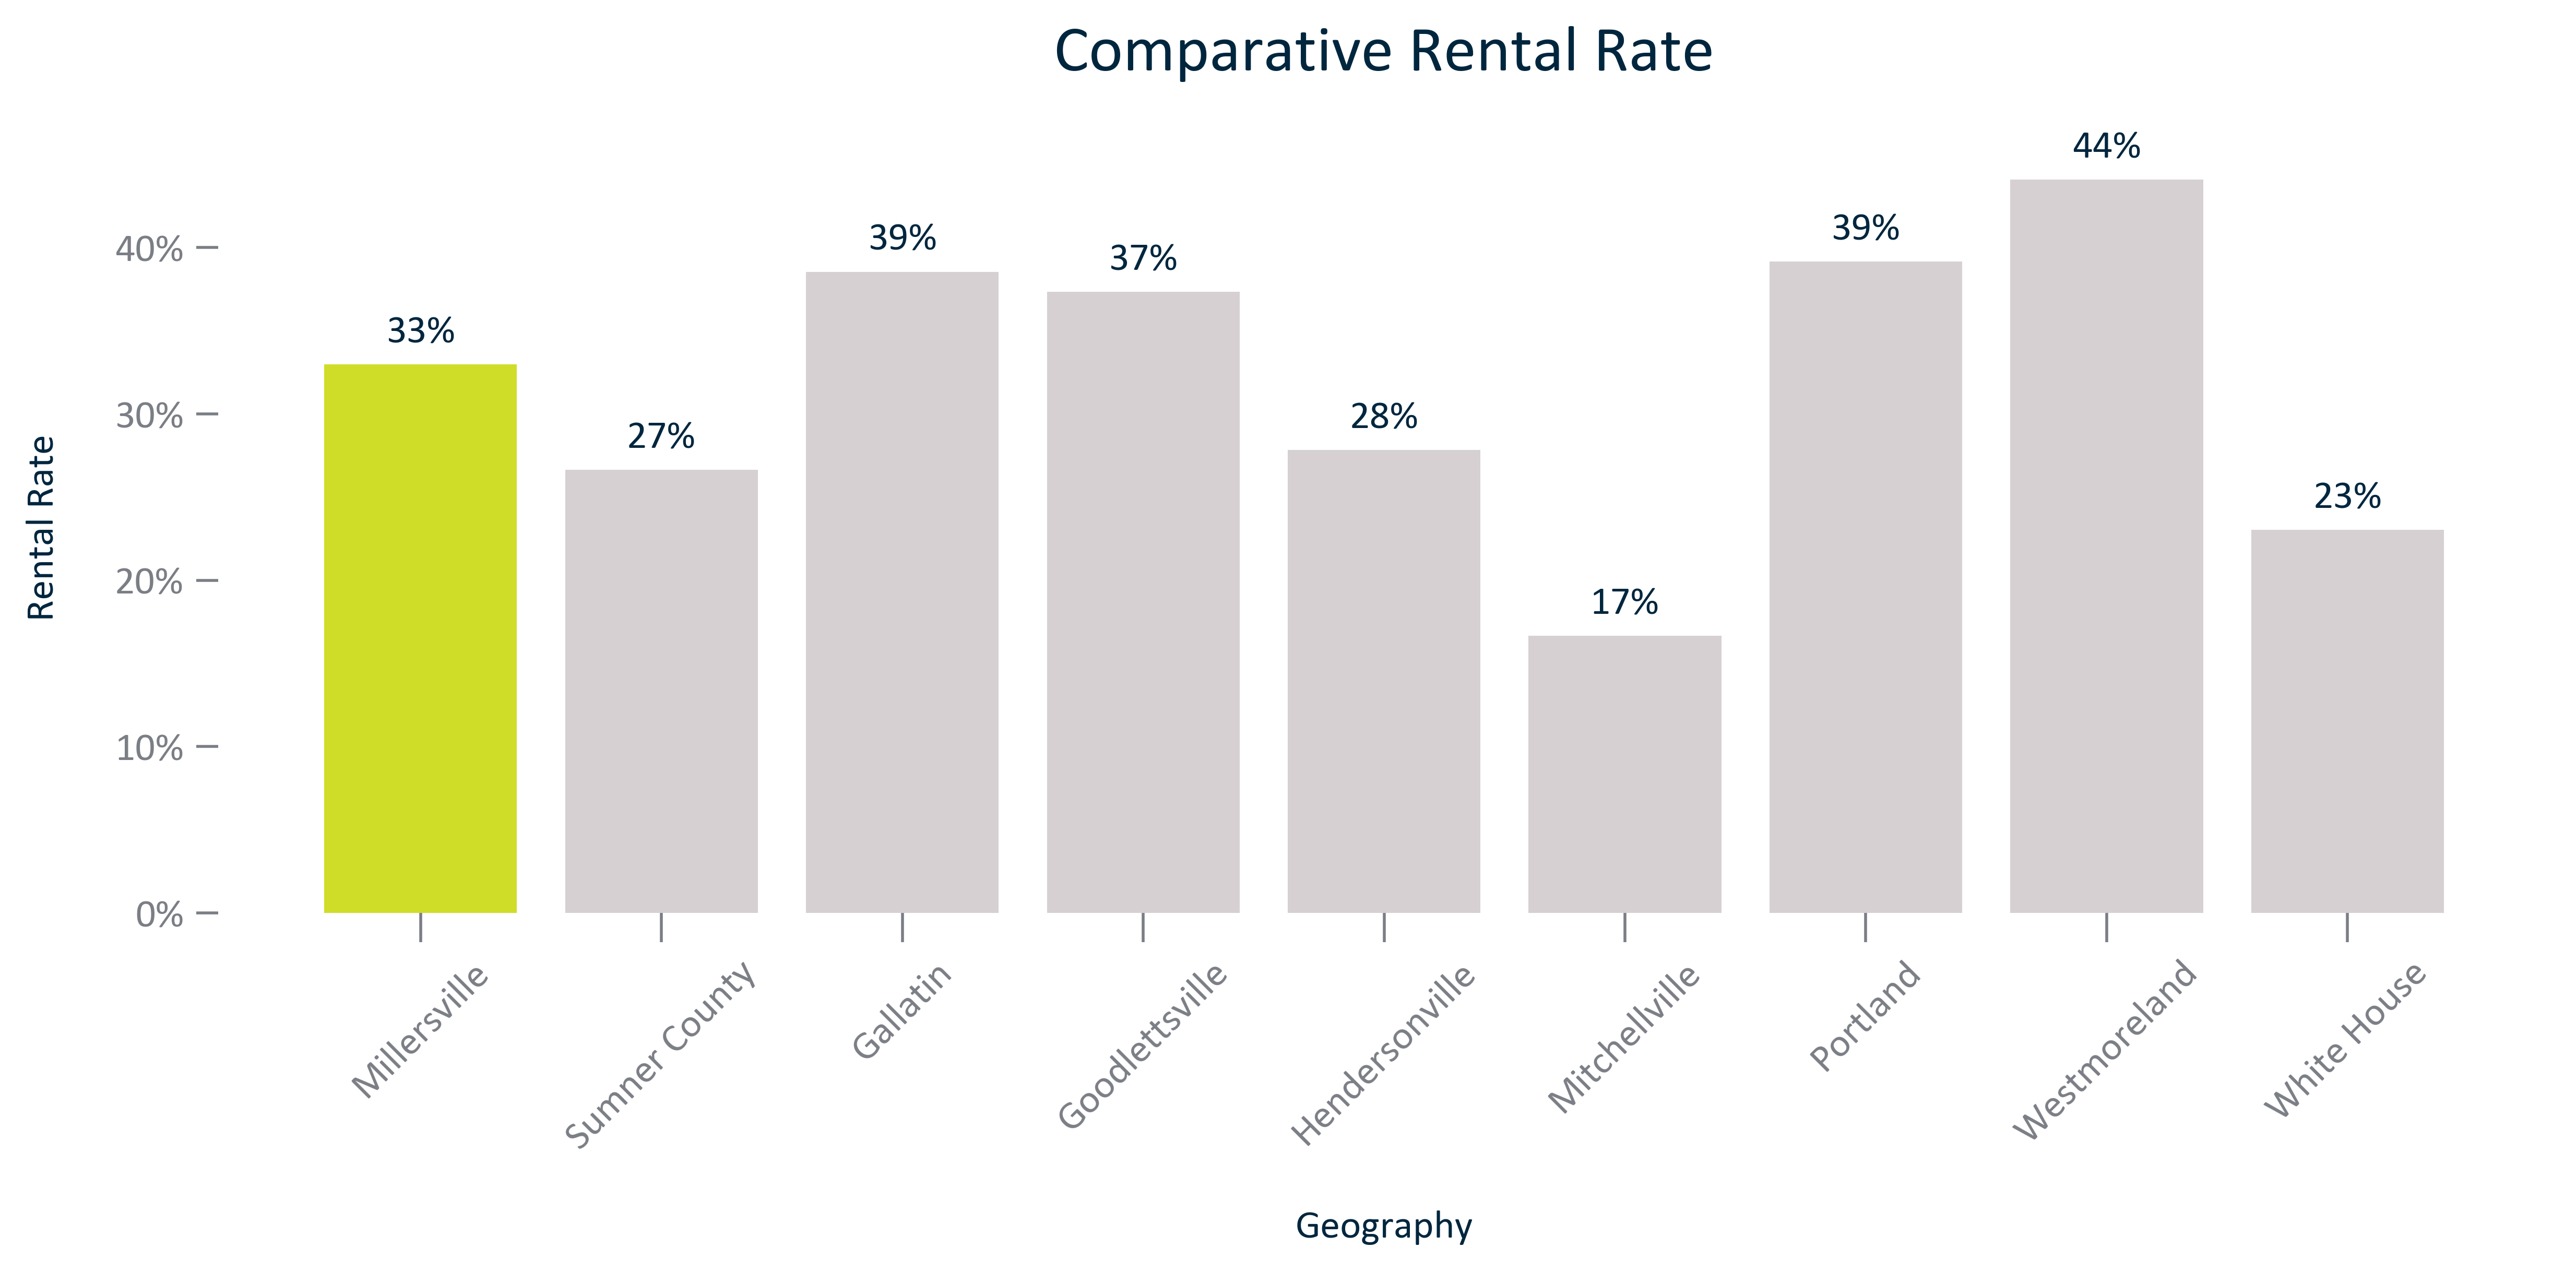 Comparative Rental Rate
Rental Rate
40%
30%
20%
10%
0%
33%
27%
39%
37%
28%
17%
39%
44%
23%
Millersville
Sumner County
Gallatin
Goodlettsville
Hendersonville
Mitchellville
Portland
Westmoreland
White House
Geography